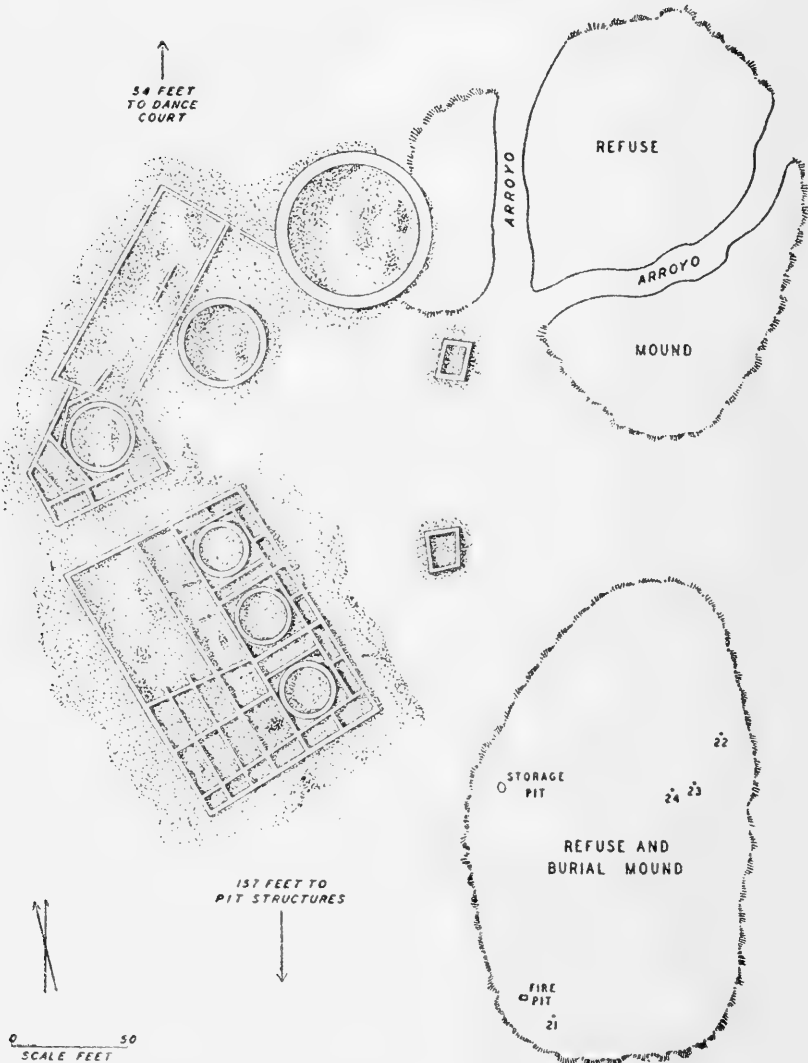 54 FEET
TO DANCE
COURT
ARROYO
REFUSE
ARROYO
MOUND
22
STORAGE
PIT
24
23
REFUSE AND
BURIAL MOUND
157 FEET TO
PIT STRUCTURES
FIRE
PIT
21
0 50
SCALE FEET